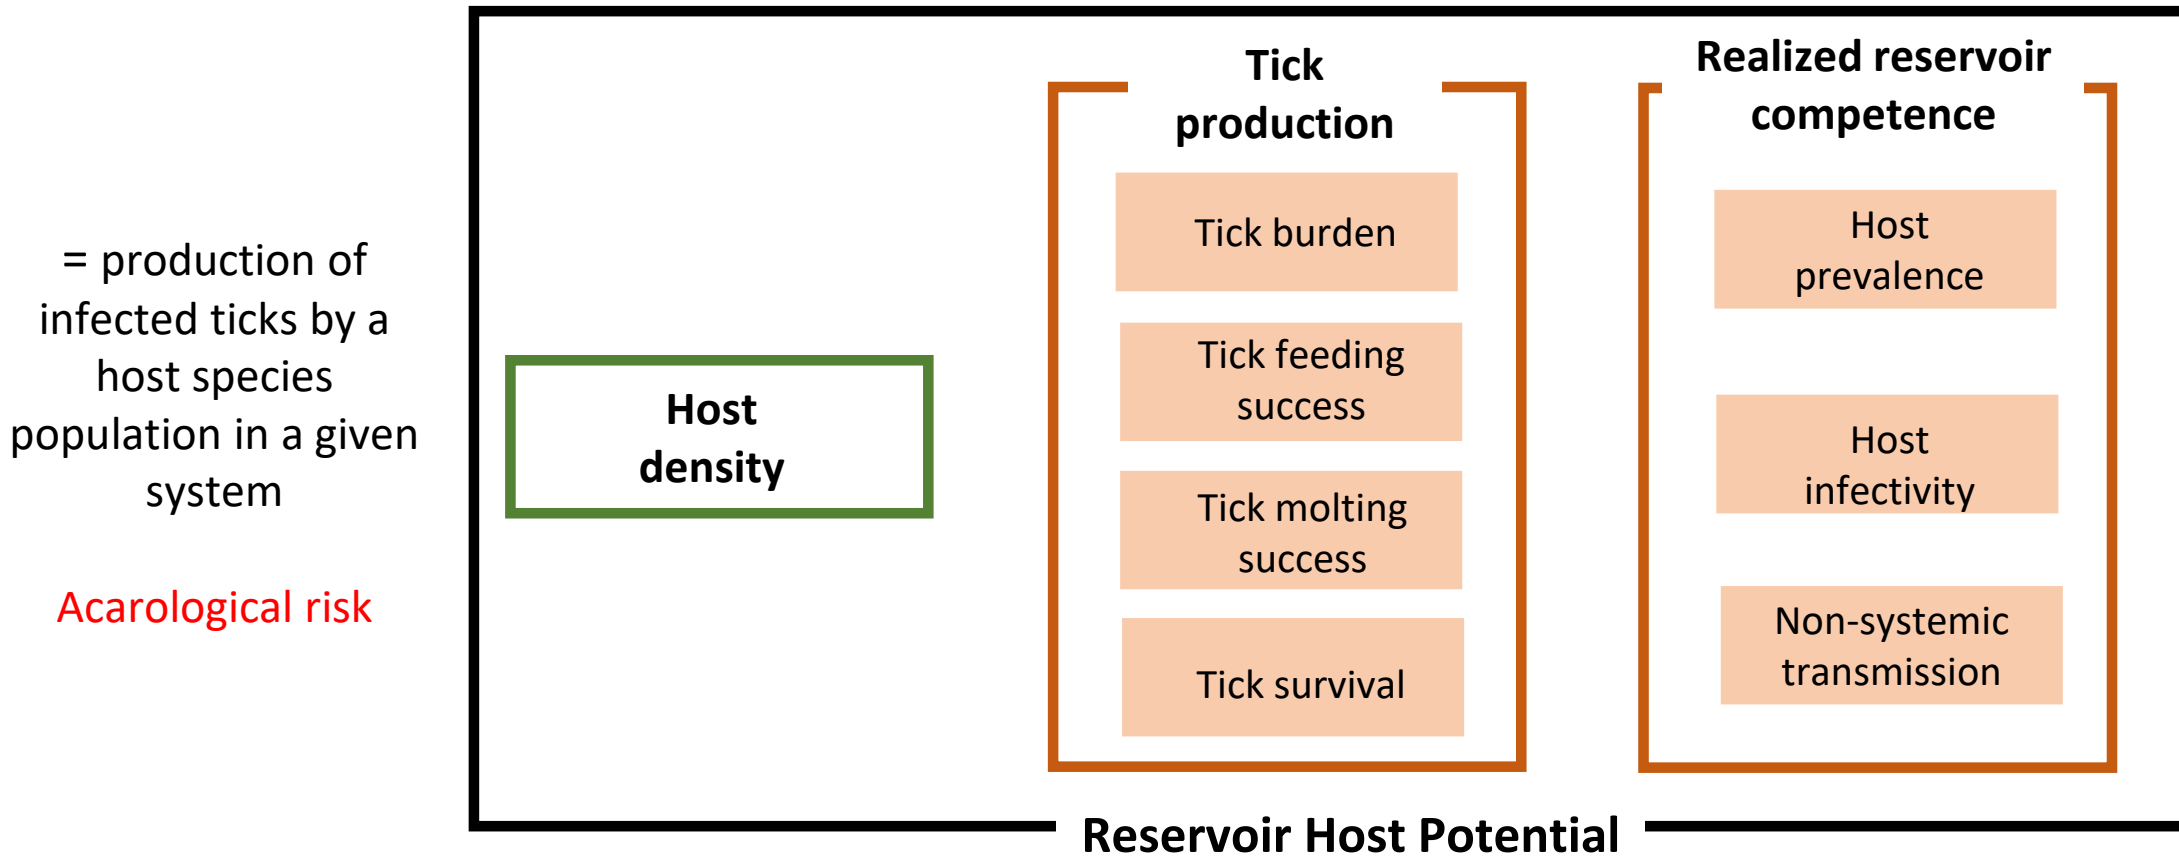 = production of
infected ticks by a
host species
population in a given
system
Acarological risk
Host
density
Tick
production
Tick burden
Tick feeding
success
Tick molting
success
Tick survival
Realized reservoir
competence
Host
prevalence
Host
infectivity
Non-systemic
transmission
Reservoir Host Potential